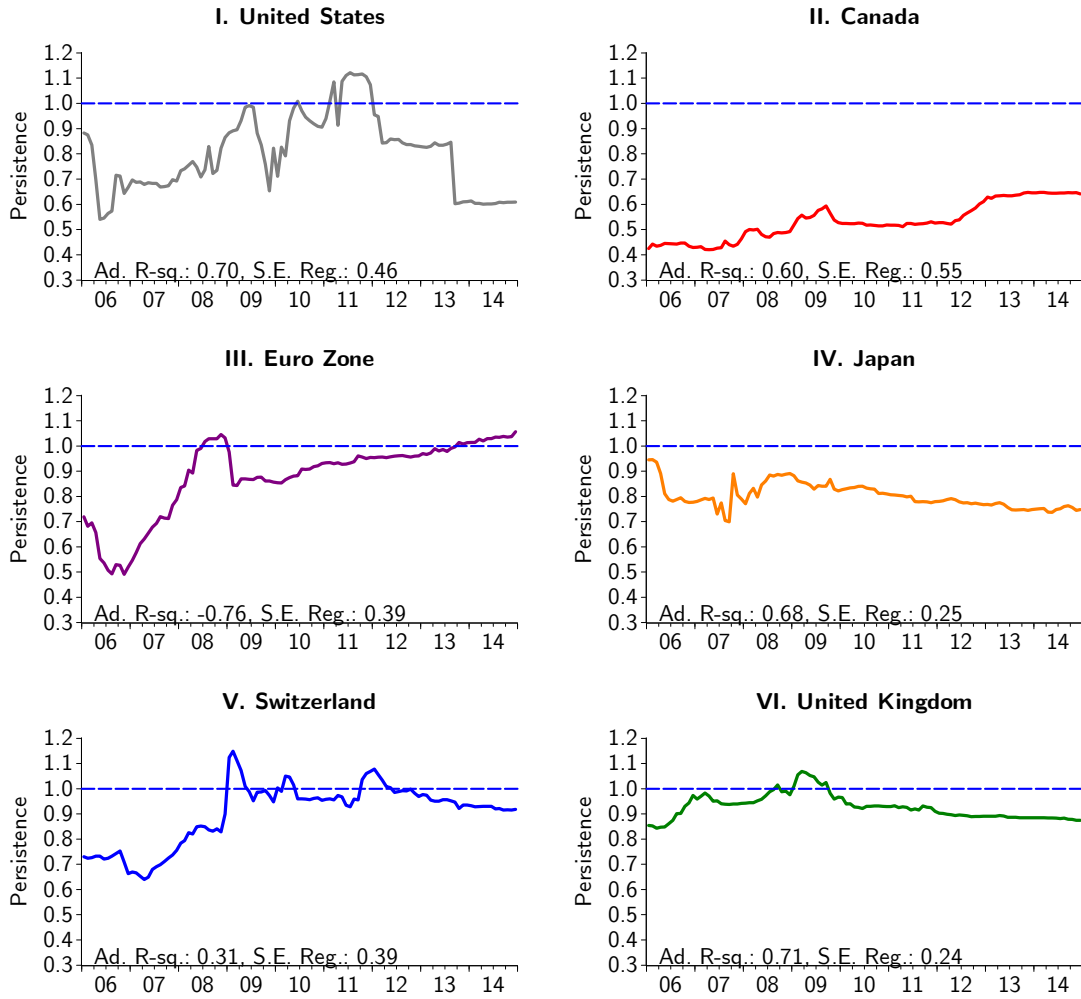 I. United States
Persistence
1.2
1.1
1.0
0.9
0.8
0.7
0.6
0.5
0.4
0.3
Ad. R-sq.: 0.70, S.E. Reg.: 0.46
06 07 08 09 10 11 12 13 14
II. Canada
Persistence
1.2
1.1
1.0
0.9
0.8
0.7
0.6
0.5
0.4
0.3
Ad. R-sq.: 0.60, S.E. Reg.: 0.55
06 07 08 09 10 11 12 13 14
III. Euro Zone
Persistence
1.2
1.1
1.0
0.9
0.8
0.7
0.6
0.5
0.4
0.3
Ad. R-sq.: -0.76, S.E. Reg.: 0.39
06 07 08 09 10 11 12 13 14
IV. Japan
Persistence
1.2
1.1
1.0
0.9
0.8
0.7
0.6
0.5
0.4
0.3
Ad. R-sq.: 0.68, S.E. Reg.: 0.25
06 07 08 09 10 11 12 13 14
V. Switzerland
Persistence
1.2
1.1
1.0
0.9
0.8
0.7
0.6
0.5
0.4
0.3
Ad. R-sq.: 0.31, S.E. Reg.: 0.39
06 07 08 09 10 11 12 13 14
VI. United Kingdom
Persistence
1.2
1.1
1.0
0.9
0.8
0.7
0.6
0.5
0.4
0.3
Ad. R-sq.: 0.71, S.E. Reg.: 0.24
06 07 08 09 10 11 12 13 14